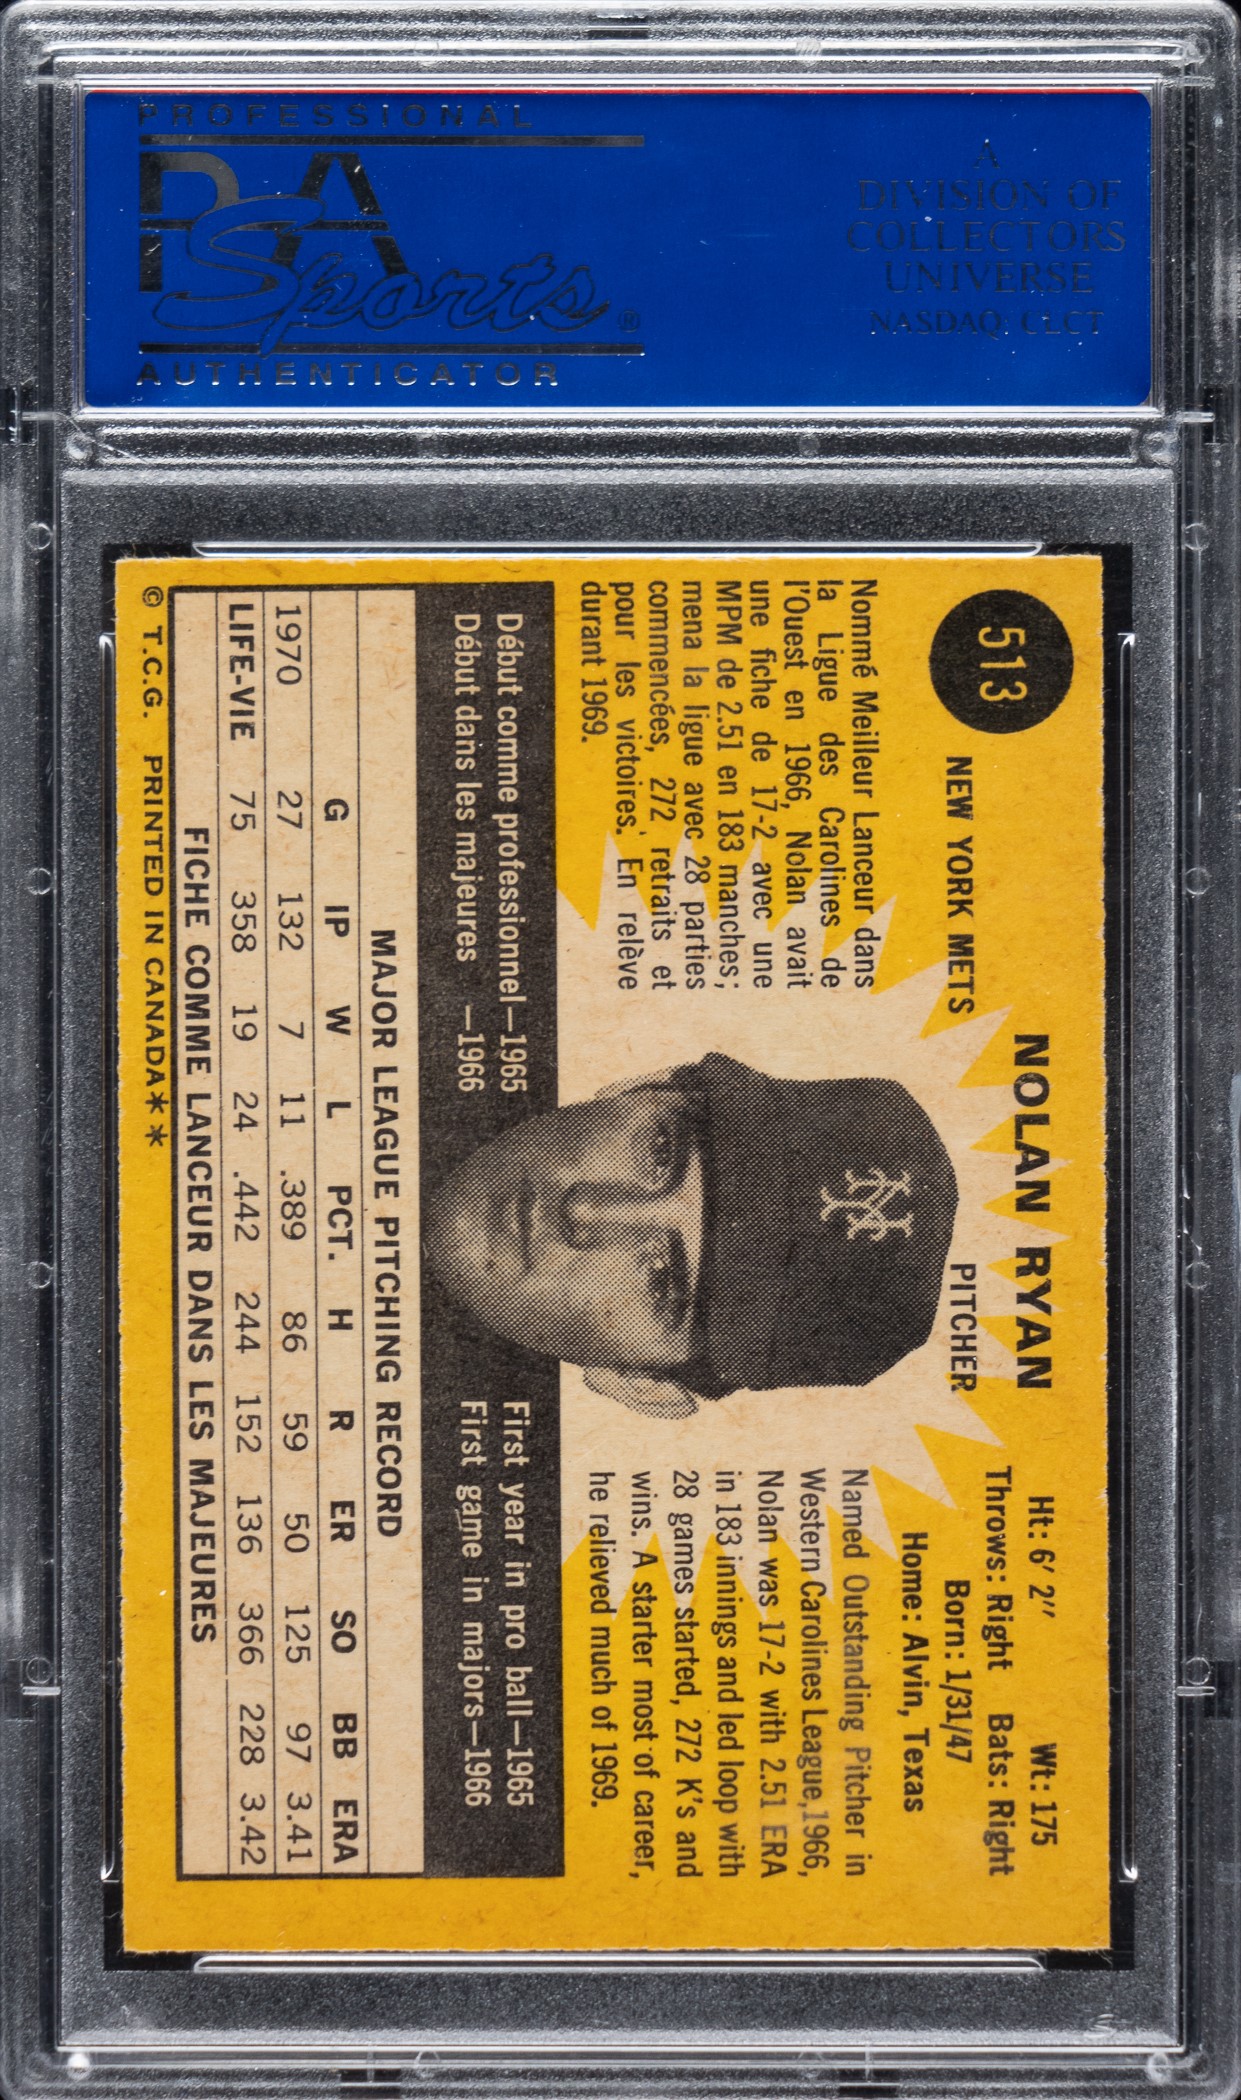 PROFESSIONAL
PSA
Sports®
AUTHENTICATOR
A
DIVISION OF
COLLECTORS
UNIVERSE
NASDAQ: CLCT
513
NOLAN RYAN
NEW YORK METS
PITCHER
Ht: 6′ 2″ Wt: 175
Throws: Right Bats: Right
Born: 1/31/47
Home: Alvin, Texas
Nommé Meilleur Lanceur dans
la Ligue des Carolines de
l'Ouest en 1966, Nolan avait
une fiche de 17-2 avec une
MPM de 2.51 en 183 manches;
mena la ligue avec 28 parties
commencées, 272 retraits et
pour les victoires. En relève
durant 1969.
Named Outstanding Pitcher in
Western Carolines League, 1966,
Nolan was 17-2 with 2.51 ERA
in 183 innings and led loop with
28 games started, 272 K's and
wins. A starter most of career,
he relieved much of 1969.
Début comme professionnel—1965
Début dans les majeures —1966
First year in pro ball—1965
First game in majors—1966
MAJOR LEAGUE PITCHING RECORD
G IP W L PCT. H R ER SO BB ERA
1970 27 132 7 11 .389 86 59 50 125 97 3.41
LIFE-VIE 75 358 19 24 .442 244 152 136 366 228 3.42
FICHE COMME LANCEUR DANS LES MAJEURES
© T.C.G. PRINTED IN CANADA**
NY